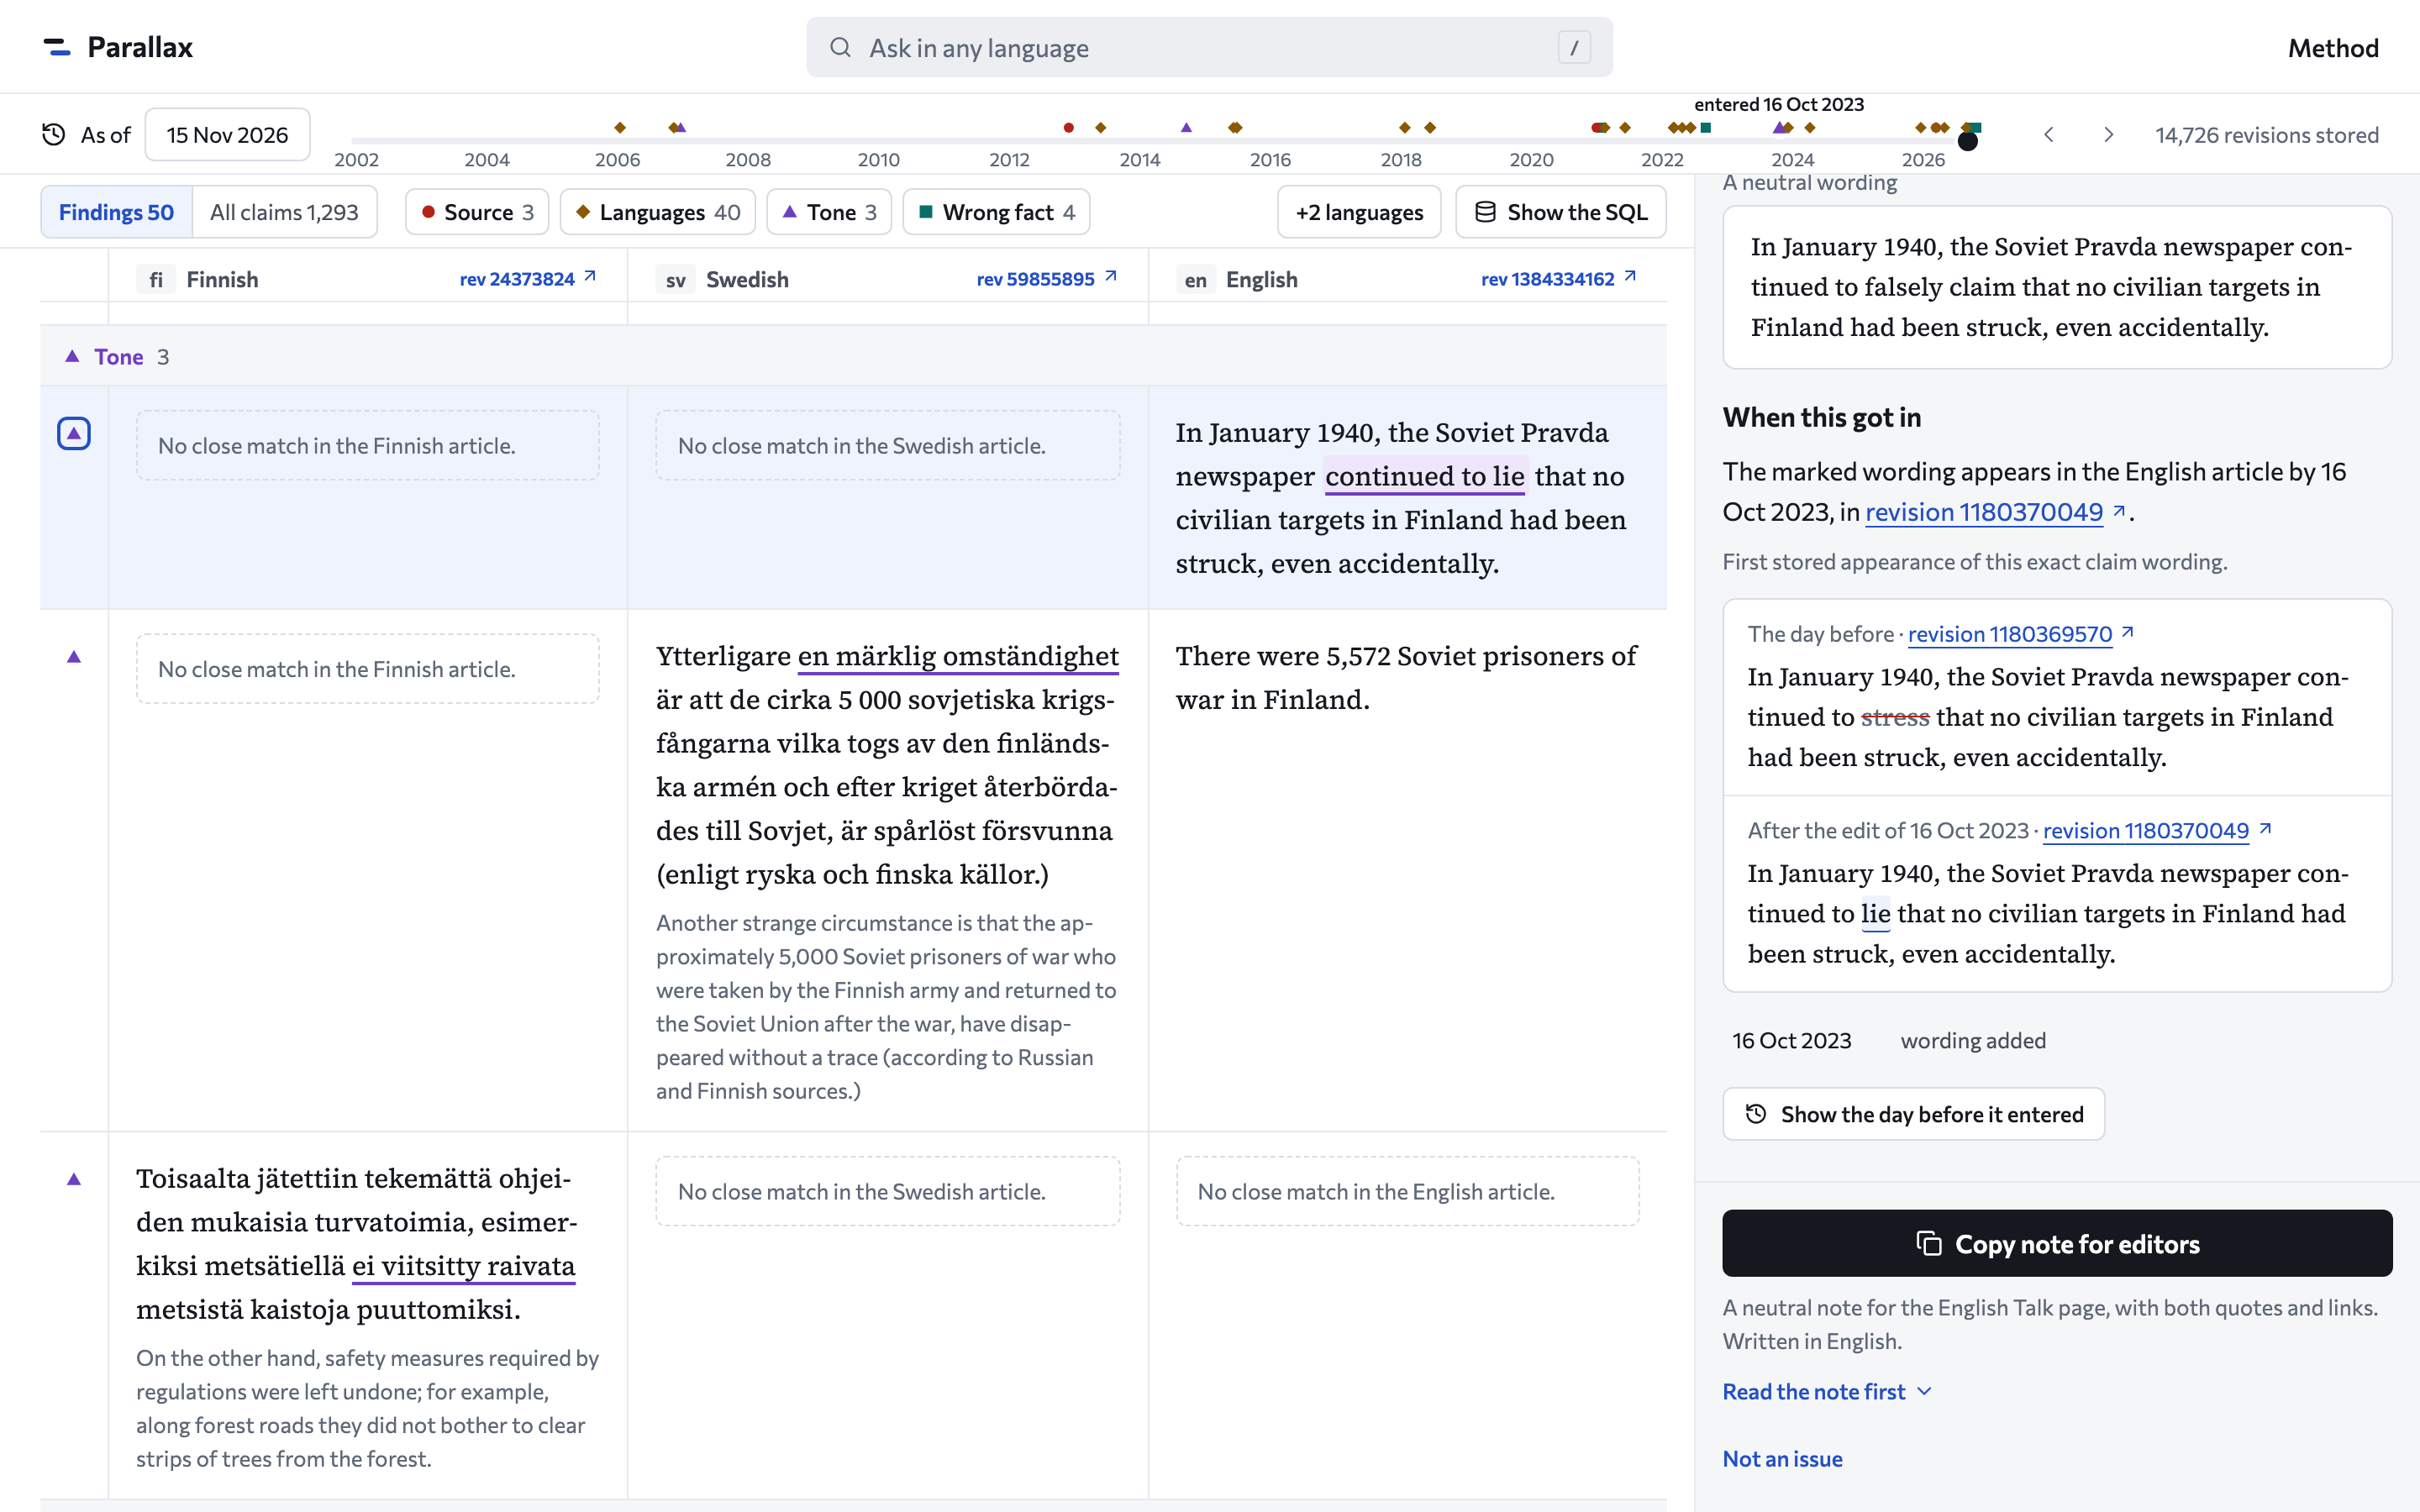 Parallax
Ask in any language
/
Method
As of
15 Nov 2026
entered 16 Oct 2023
2002
2004
2006
2008
2010
2012
2014
2016
2018
2020
2022
2024
2026
14,726 revisions stored
Findings 50
All claims 1,293
Source 3
Languages 40
Tone 3
Wrong fact 4
+2 languages
Show the SQL
fi Finnish
rev 24373824
sv Swedish
rev 59855895
en English
rev 1384334162
Tone 3
No close match in the Finnish article.
No close match in the Swedish article.
In January 1940, the Soviet Pravda
newspaper continued to lie that no
civilian targets in Finland had been
struck, even accidentally.
No close match in the Finnish article.
Ytterligare en märklig omständighet
är att de cirka 5 000 sovjetiska krigs-
fångarna vilka togs av den finländs-
ka armén och efter kriget återbörda-
des till Sovjet, är spårlöst försvunna
(enligt ryska och finska källor.)
Another strange circumstance is that the ap-
proximately 5,000 Soviet prisoners of war who
were taken by the Finnish army and returned to
the Soviet Union after the war, have disap-
peared without a trace (according to Russian
and Finnish sources.)
There were 5,572 Soviet prisoners of
war in Finland.
Toisaalta jätettiin tekemättä ohjei-
den mukaisia turvatoimia, esimer-
kiksi metsätiellä ei viitsitty raivata
metsistä kaistoja puuttomiksi.
On the other hand, safety measures required by
regulations were left undone; for example,
along forest roads they did not bother to clear
strips of trees from the forest.
No close match in the Swedish article.
No close match in the English article.
A neutral wording
In January 1940, the Soviet Pravda newspaper con-
tinued to falsely claim that no civilian targets in
Finland had been struck, even accidentally.
When this got in
The marked wording appears in the English article by 16
Oct 2023, in revision 1180370049.
First stored appearance of this exact claim wording.
The day before · revision 1180369570
In January 1940, the Soviet Pravda newspaper con-
tinued to stress that no civilian targets in Finland
had been struck, even accidentally.
After the edit of 16 Oct 2023 · revision 1180370049
In January 1940, the Soviet Pravda newspaper con-
tinued to lie that no civilian targets in Finland had
been struck, even accidentally.
16 Oct 2023
wording added
Show the day before it entered
Copy note for editors
A neutral note for the English Talk page, with both quotes and links.
Written in English.
Read the note first
Not an issue